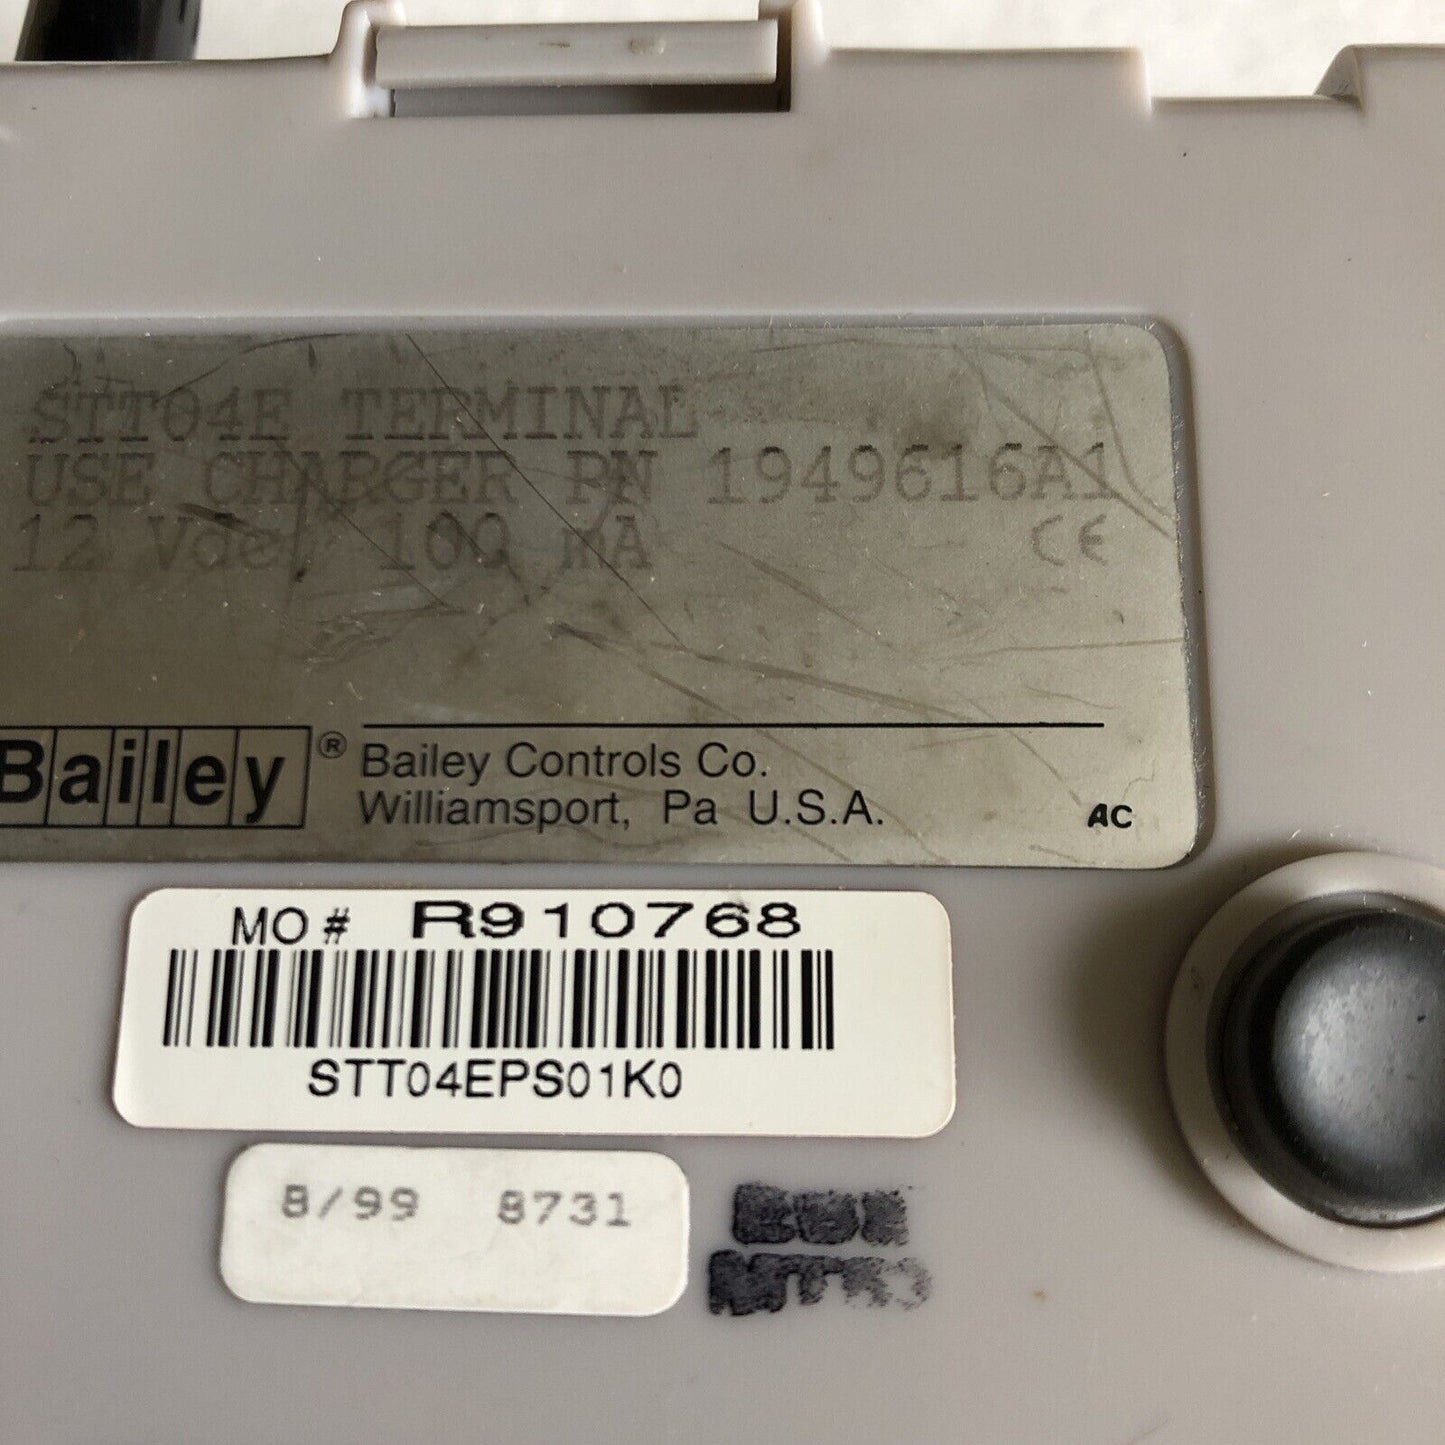 STT04E TERMINAL
USE CHARGER PN 1949616A1
12 Vdc, 100 mA CE
Bailey® Bailey Controls Co.
Williamsport, Pa U.S.A. AC
MO# R910768
STT04EPS01K0
8/99 8731